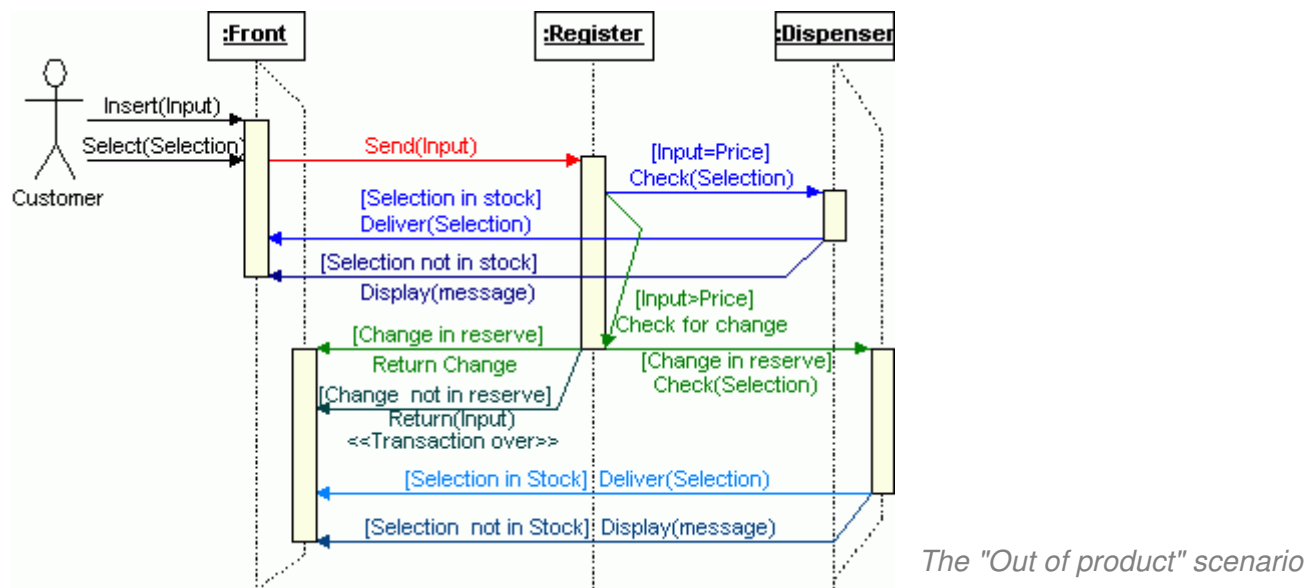 :Front
:Register
:Dispenser
Insert(Input)
Select(Selection)
Customer
Send(Input)
[Input=Price]
Check(Selection)
[Selection in stock]
Deliver(Selection)
[Selection not in stock]
Display(message)
[Input>Price]
Check for change
[Change in reserve]
Return Change
[Change in reserve]
Check(Selection)
[Change not in reserve]
Return(Input)
<<Transaction over>>
[Selection in Stock] Deliver(Selection)
[Selection not in Stock] Display(message)
The "Out of product" scenario